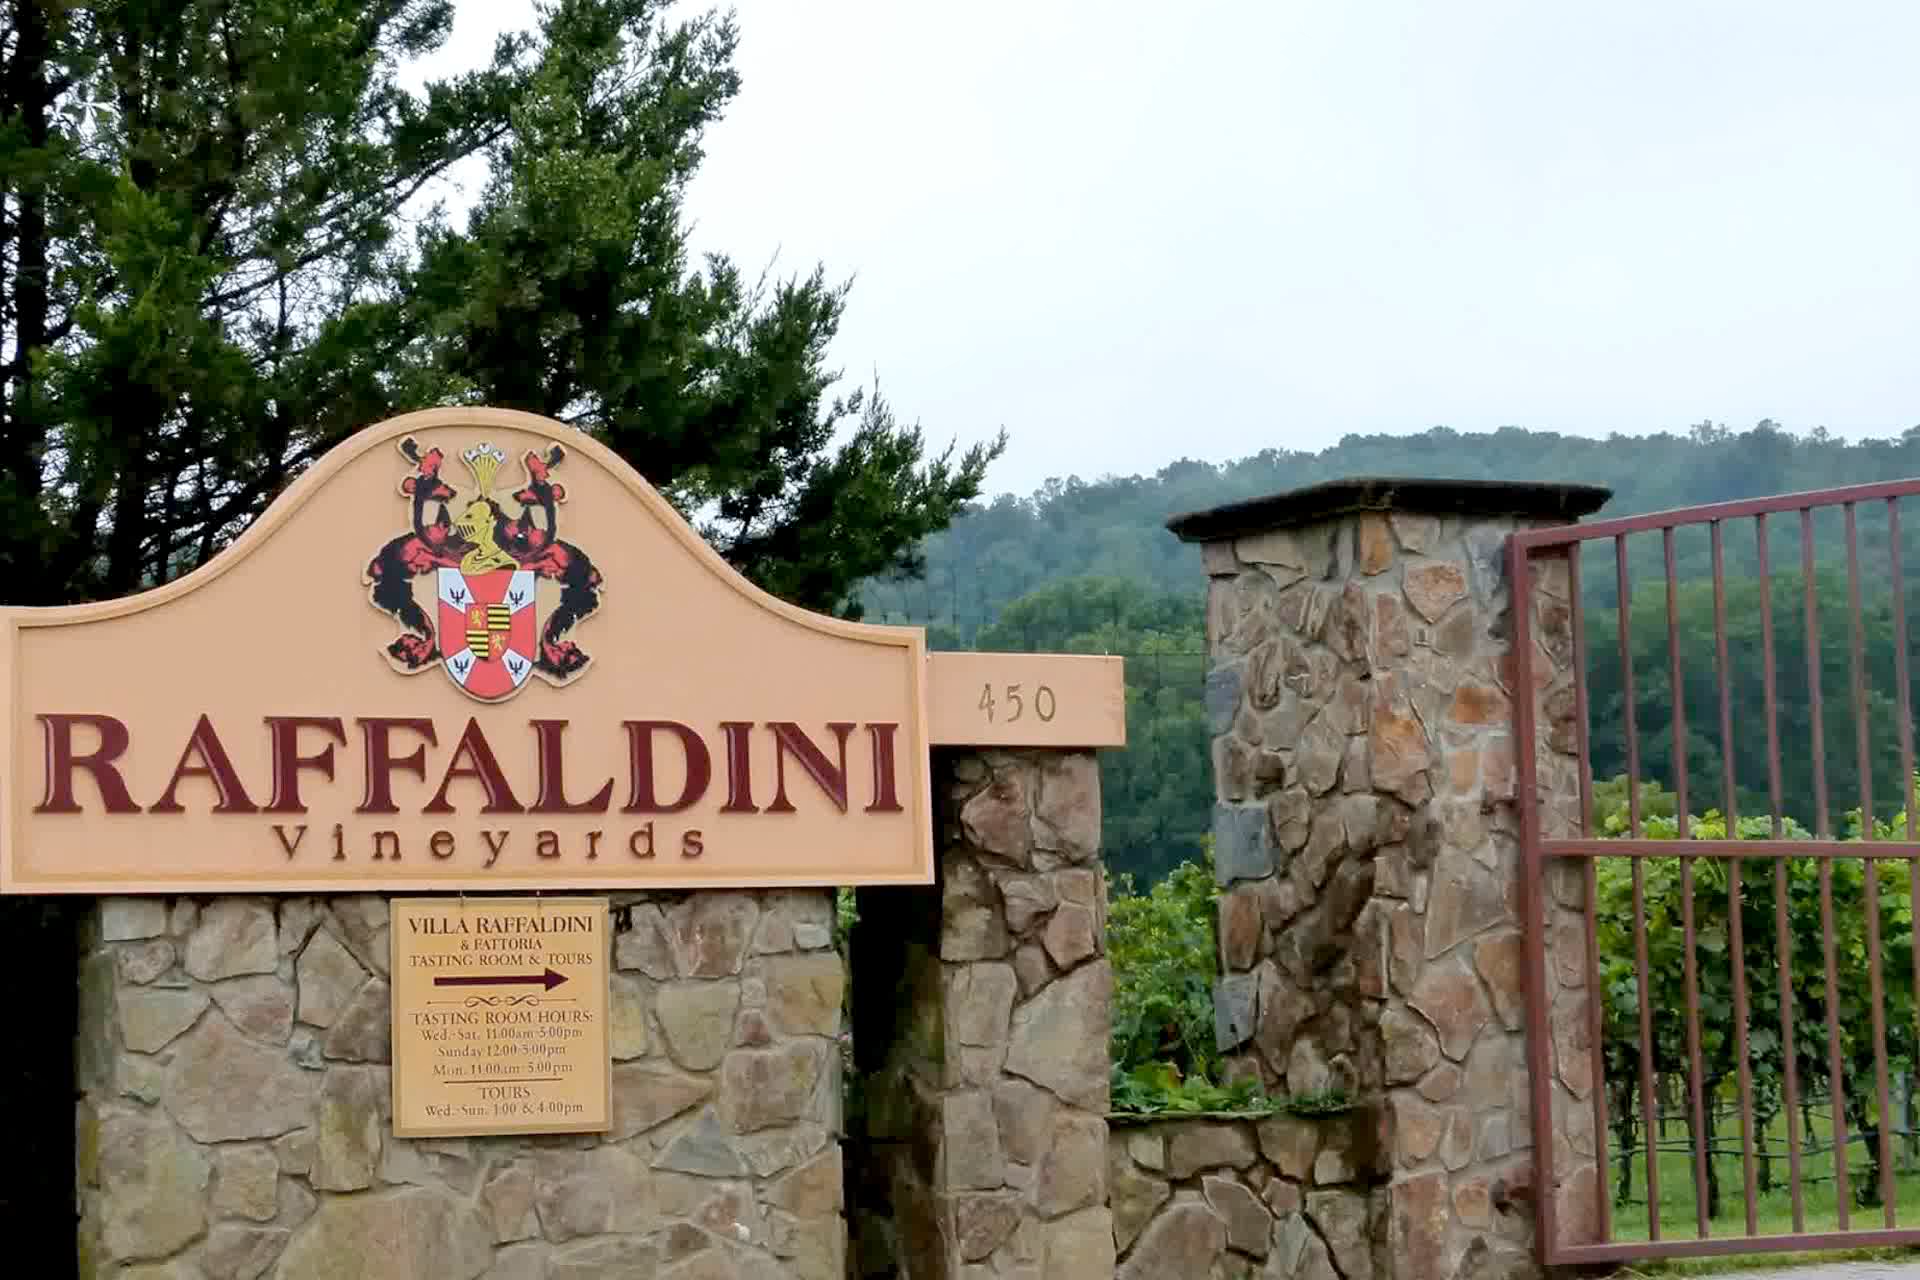 RAFFALDINI
Vineyards
450
VILLA RAFFALDINI
& FATTORIA
TASTING ROOM & TOURS
TASTING ROOM HOURS:
Wed.-Sat. 11:00am-5:00pm
Sunday 12:00-5:00pm
Mon. 11:00am-5:00pm
TOURS
Wed.-Sun. 1:00 & 4:00pm